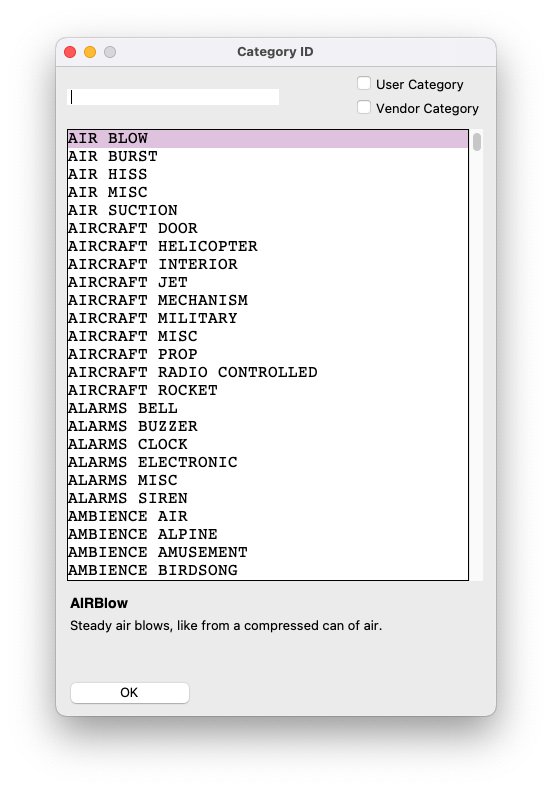 Category ID
User Category
Vendor Category
AIR BLOW
AIR BURST
AIR HISS
AIR MISC
AIR SUCTION
AIRCRAFT DOOR
AIRCRAFT HELICOPTER
AIRCRAFT INTERIOR
AIRCRAFT JET
AIRCRAFT MECHANISM
AIRCRAFT MILITARY
AIRCRAFT MISC
AIRCRAFT PROP
AIRCRAFT RADIO CONTROLLED
AIRCRAFT ROCKET
ALARMS BELL
ALARMS BUZZER
ALARMS CLOCK
ALARMS ELECTRONIC
ALARMS MISC
ALARMS SIREN
AMBIENCE AIR
AMBIENCE ALPINE
AMBIENCE AMUSEMENT
AMBIENCE BIRDSONG
AIRBlow
Steady air blows, like from a compressed can of air.
OK